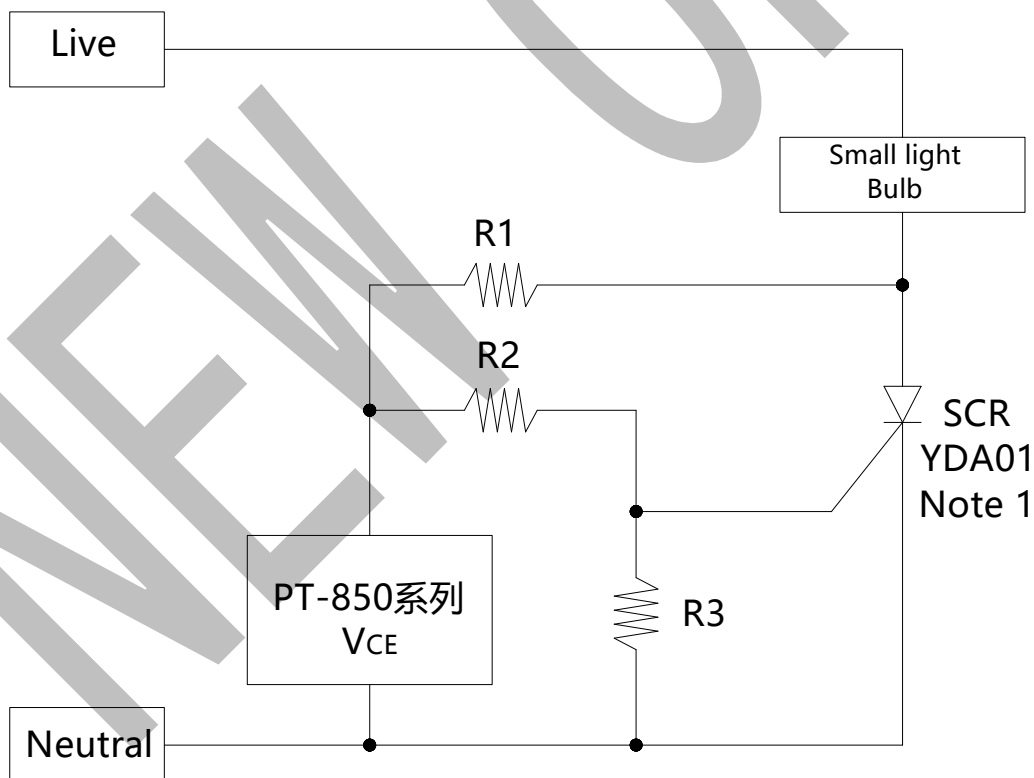 Live
Small light
Bulb
R1
R2
SCR
YDA01
Note 1
PT-850系列
VCE
R3
Neutral
NEW